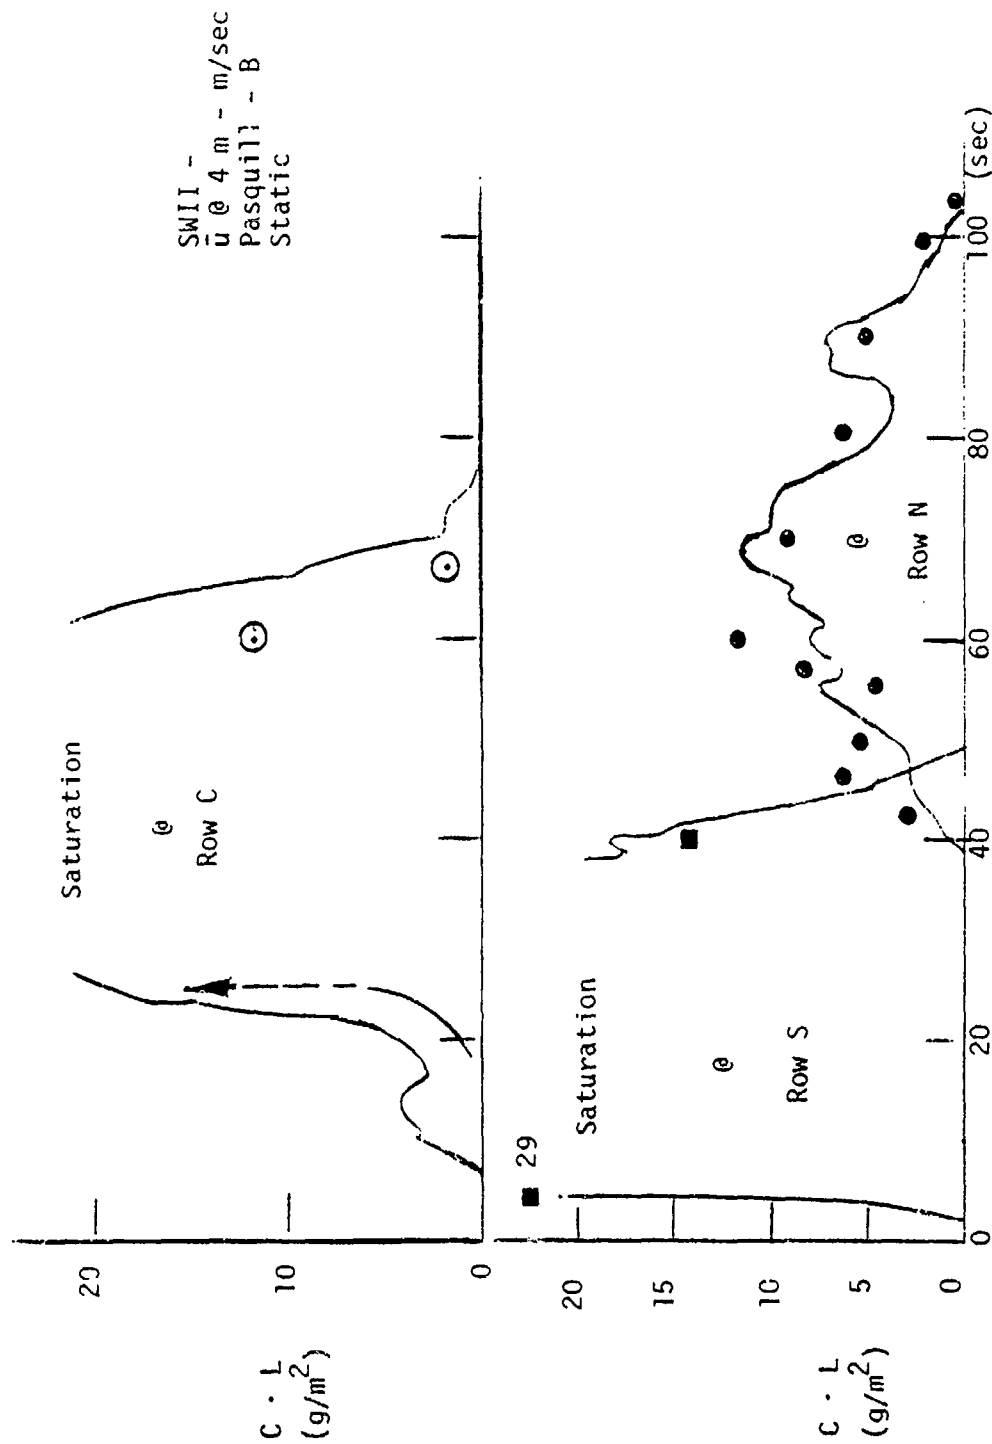 SWII -
ū @ 4 m - m/sec
Pasquill - B
Static
C · L
(g/m²)
20
10
0
Saturation
@
Row C
C · L
(g/m²)
20
15
10
5
0
29
Saturation
@
Row S
@
Row N
0
20
40
60
80
100
(sec)